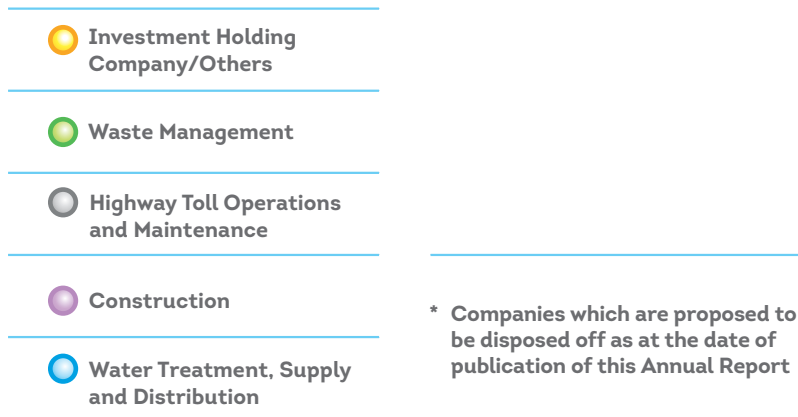 Investment Holding
Company/Others
Waste Management
Highway Toll Operations
and Maintenance
Construction
Water Treatment, Supply
and Distribution
* Companies which are proposed to
be disposed off as at the date of
publication of this Annual Report